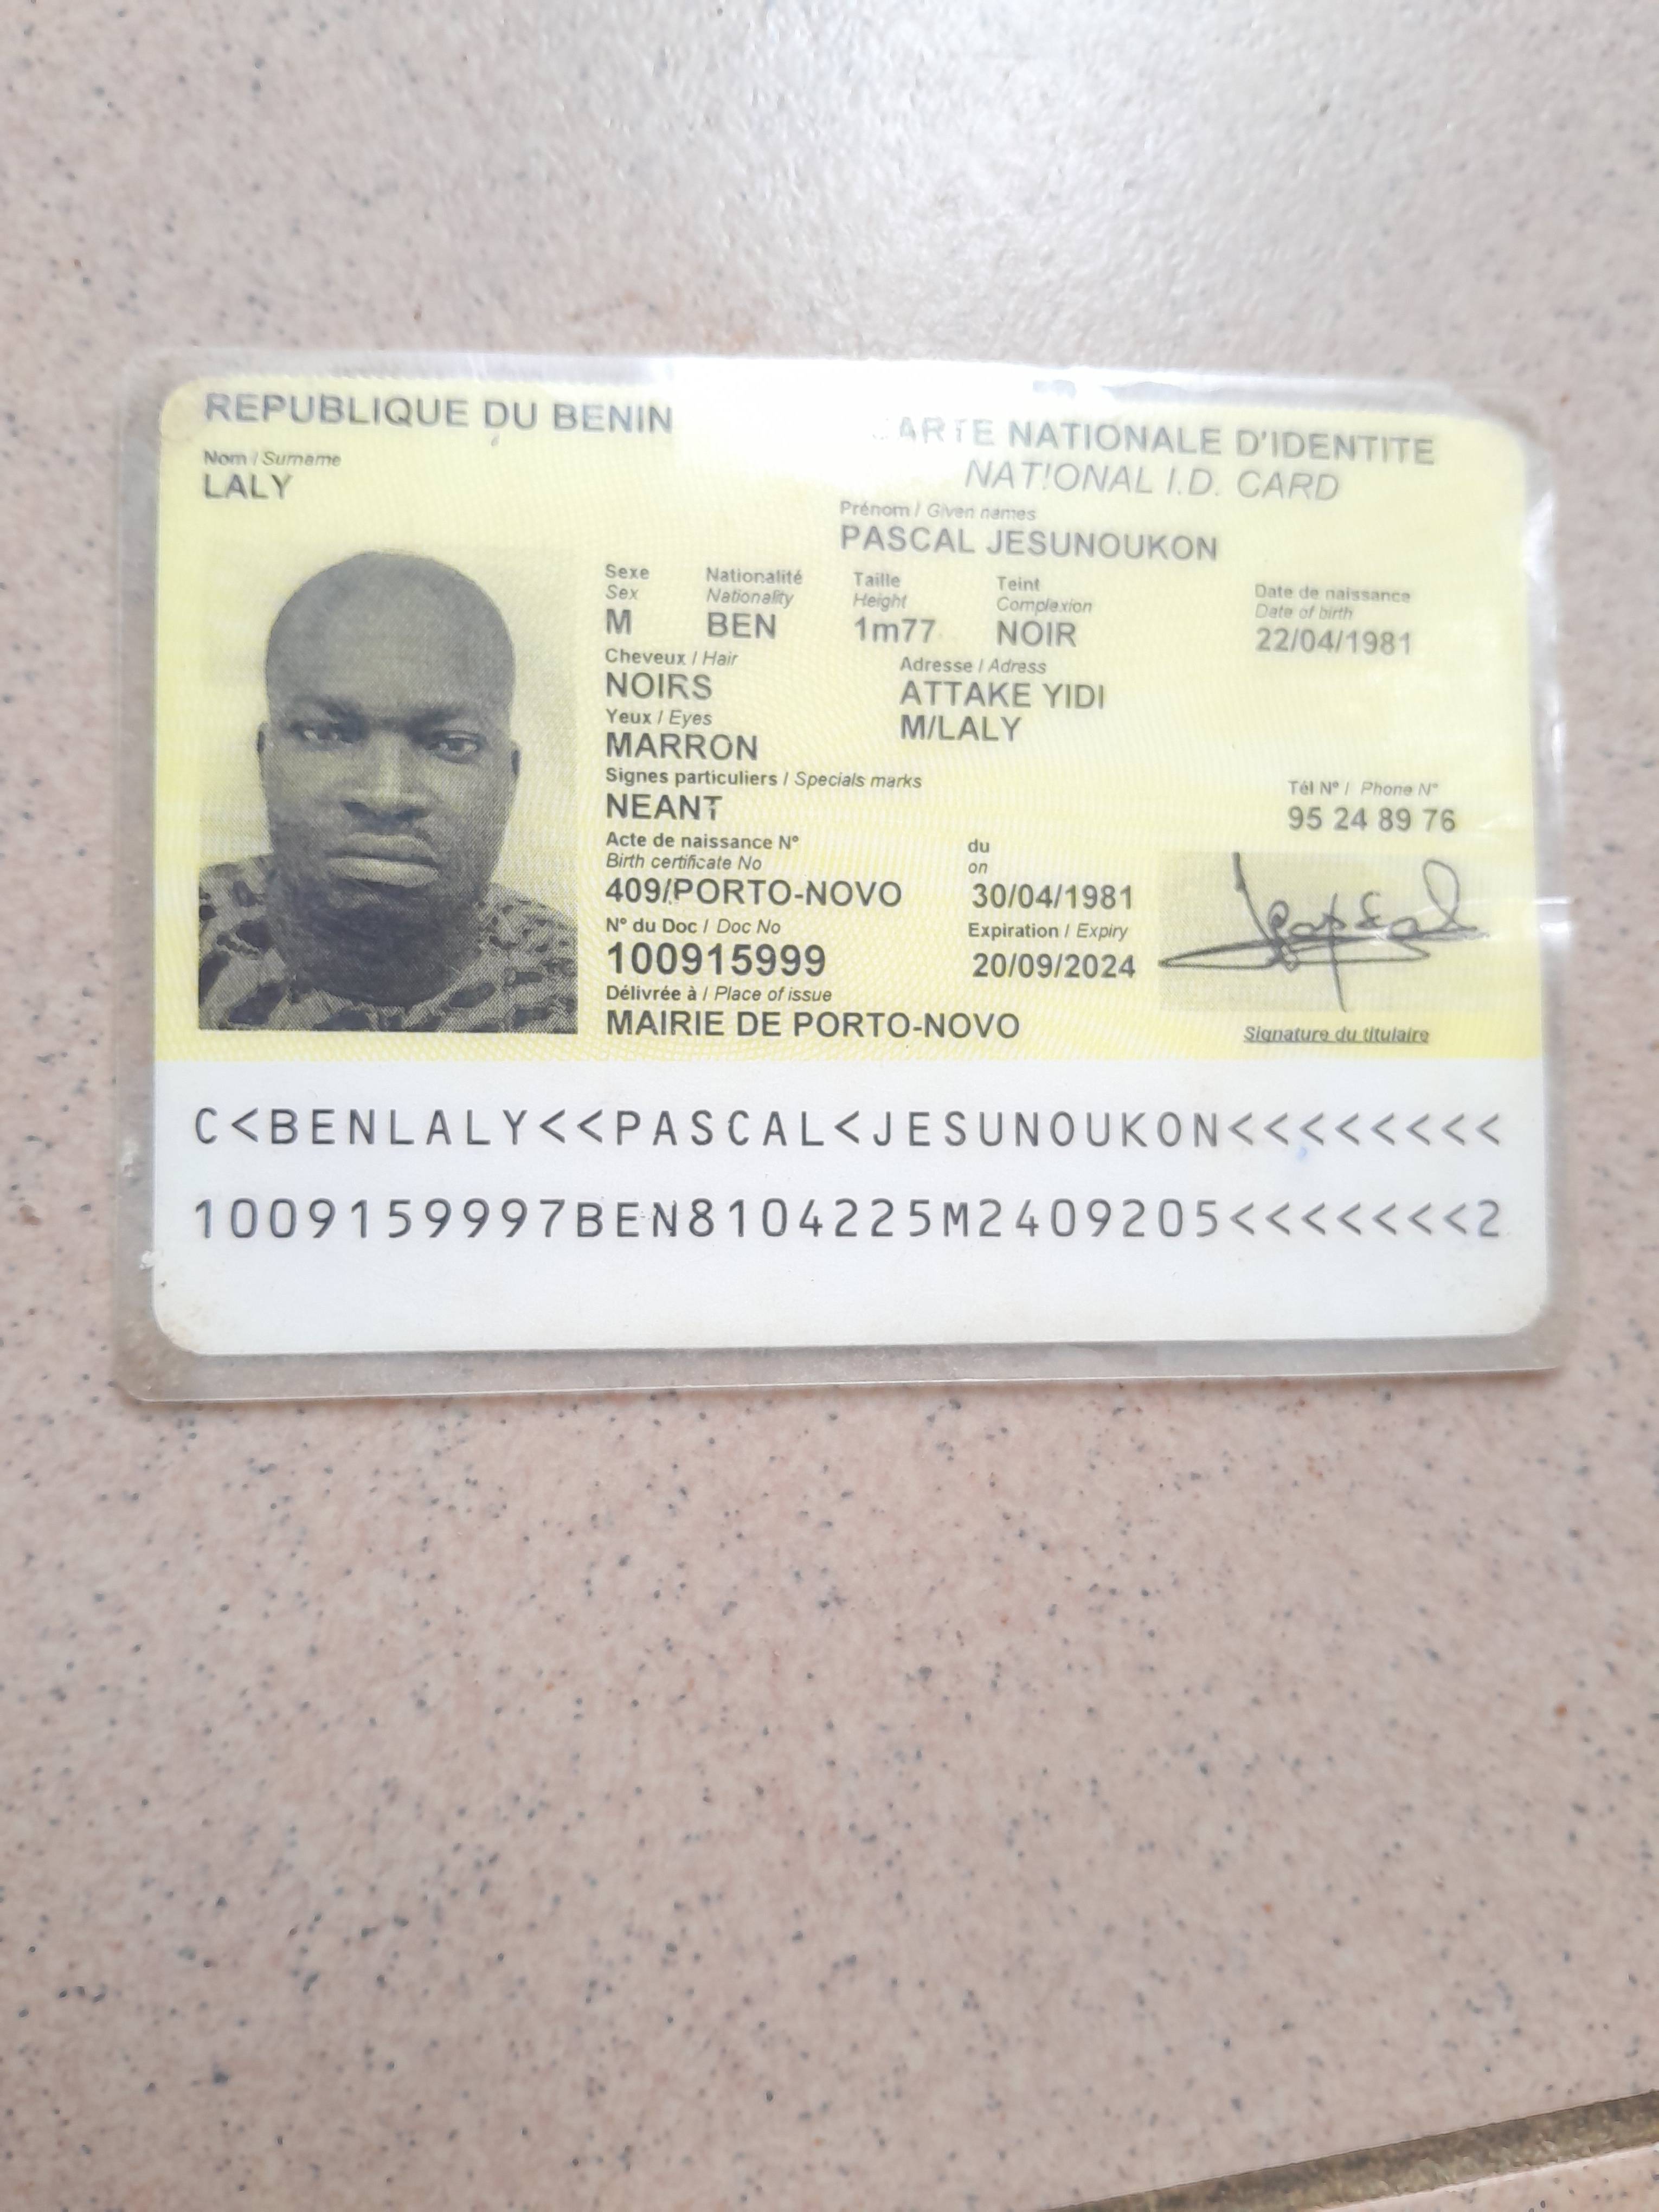 REPUBLIQUE DU BENIN
CARTE NATIONALE D'IDENTITE
NATIONAL I.D. CARD
Nom / Surname
LALY
Prénom / Given names
PASCAL JESUNOUKON
Sexe Nationalité Taille Teint Date de naissance
Sex Nationality Height Complexion Date of birth
M BEN 1m77 NOIR 22/04/1981
Cheveux / Hair Adresse / Adress
NOIRS ATTAKE YIDI
Yeux / Eyes M/LALY
MARRON
Signes particuliers / Specials marks Tél N° / Phone N°
NEANT 95 24 89 76
Acte de naissance N° du
Birth certificate No on
409/PORTO-NOVO 30/04/1981
N° du Doc / Doc No Expiration / Expiry
100915999 20/09/2024
Délivrée à / Place of issue
MAIRIE DE PORTO-NOVO Signature du titulaire
C<BENLALY<<PASCAL<JESUNOUKON<<<<<<<<
1009159997BEN8104225M2409205<<<<<<<2